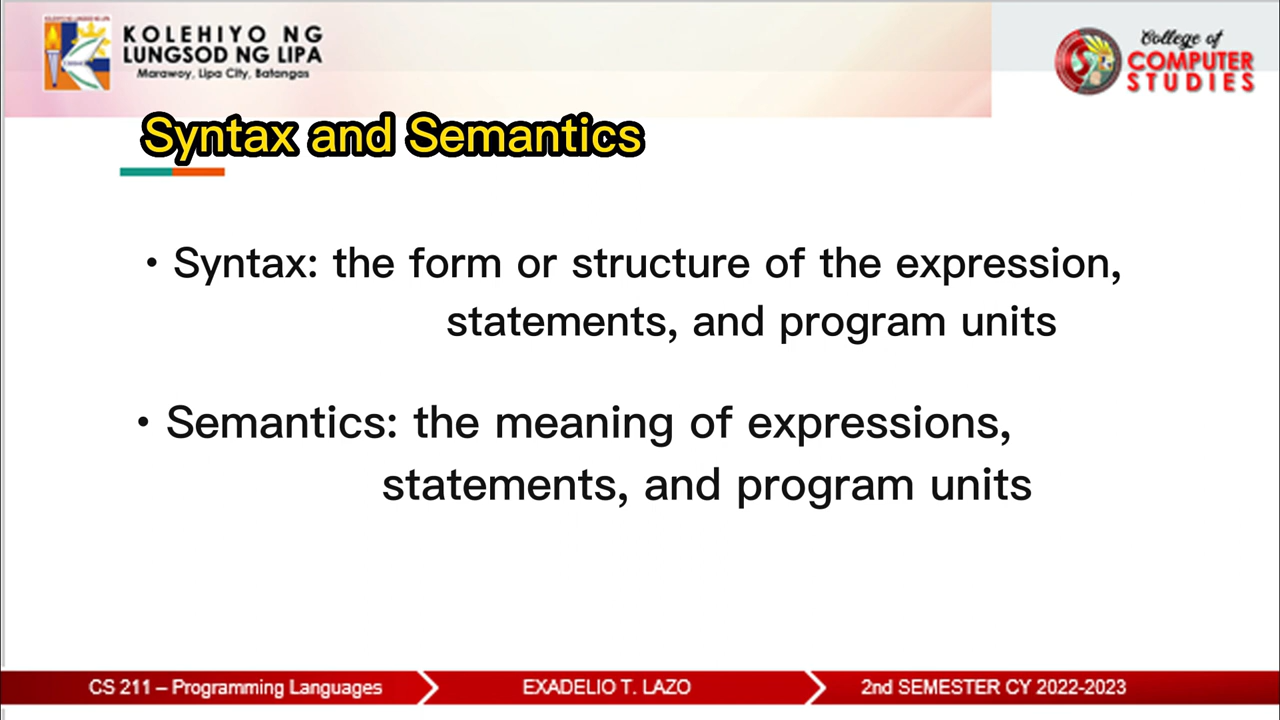 KOLEHIYO NG
LUNGSOD NG LIPA
Marawoy, Lipa City, Batangas
College of
COMPUTER
STUDIES
Syntax and Semantics
• Syntax: the form or structure of the expression,
statements, and program units
• Semantics: the meaning of expressions,
statements, and program units
CS 211 – Programming Languages
EXADELIO T. LAZO
2nd SEMESTER CY 2022-2023